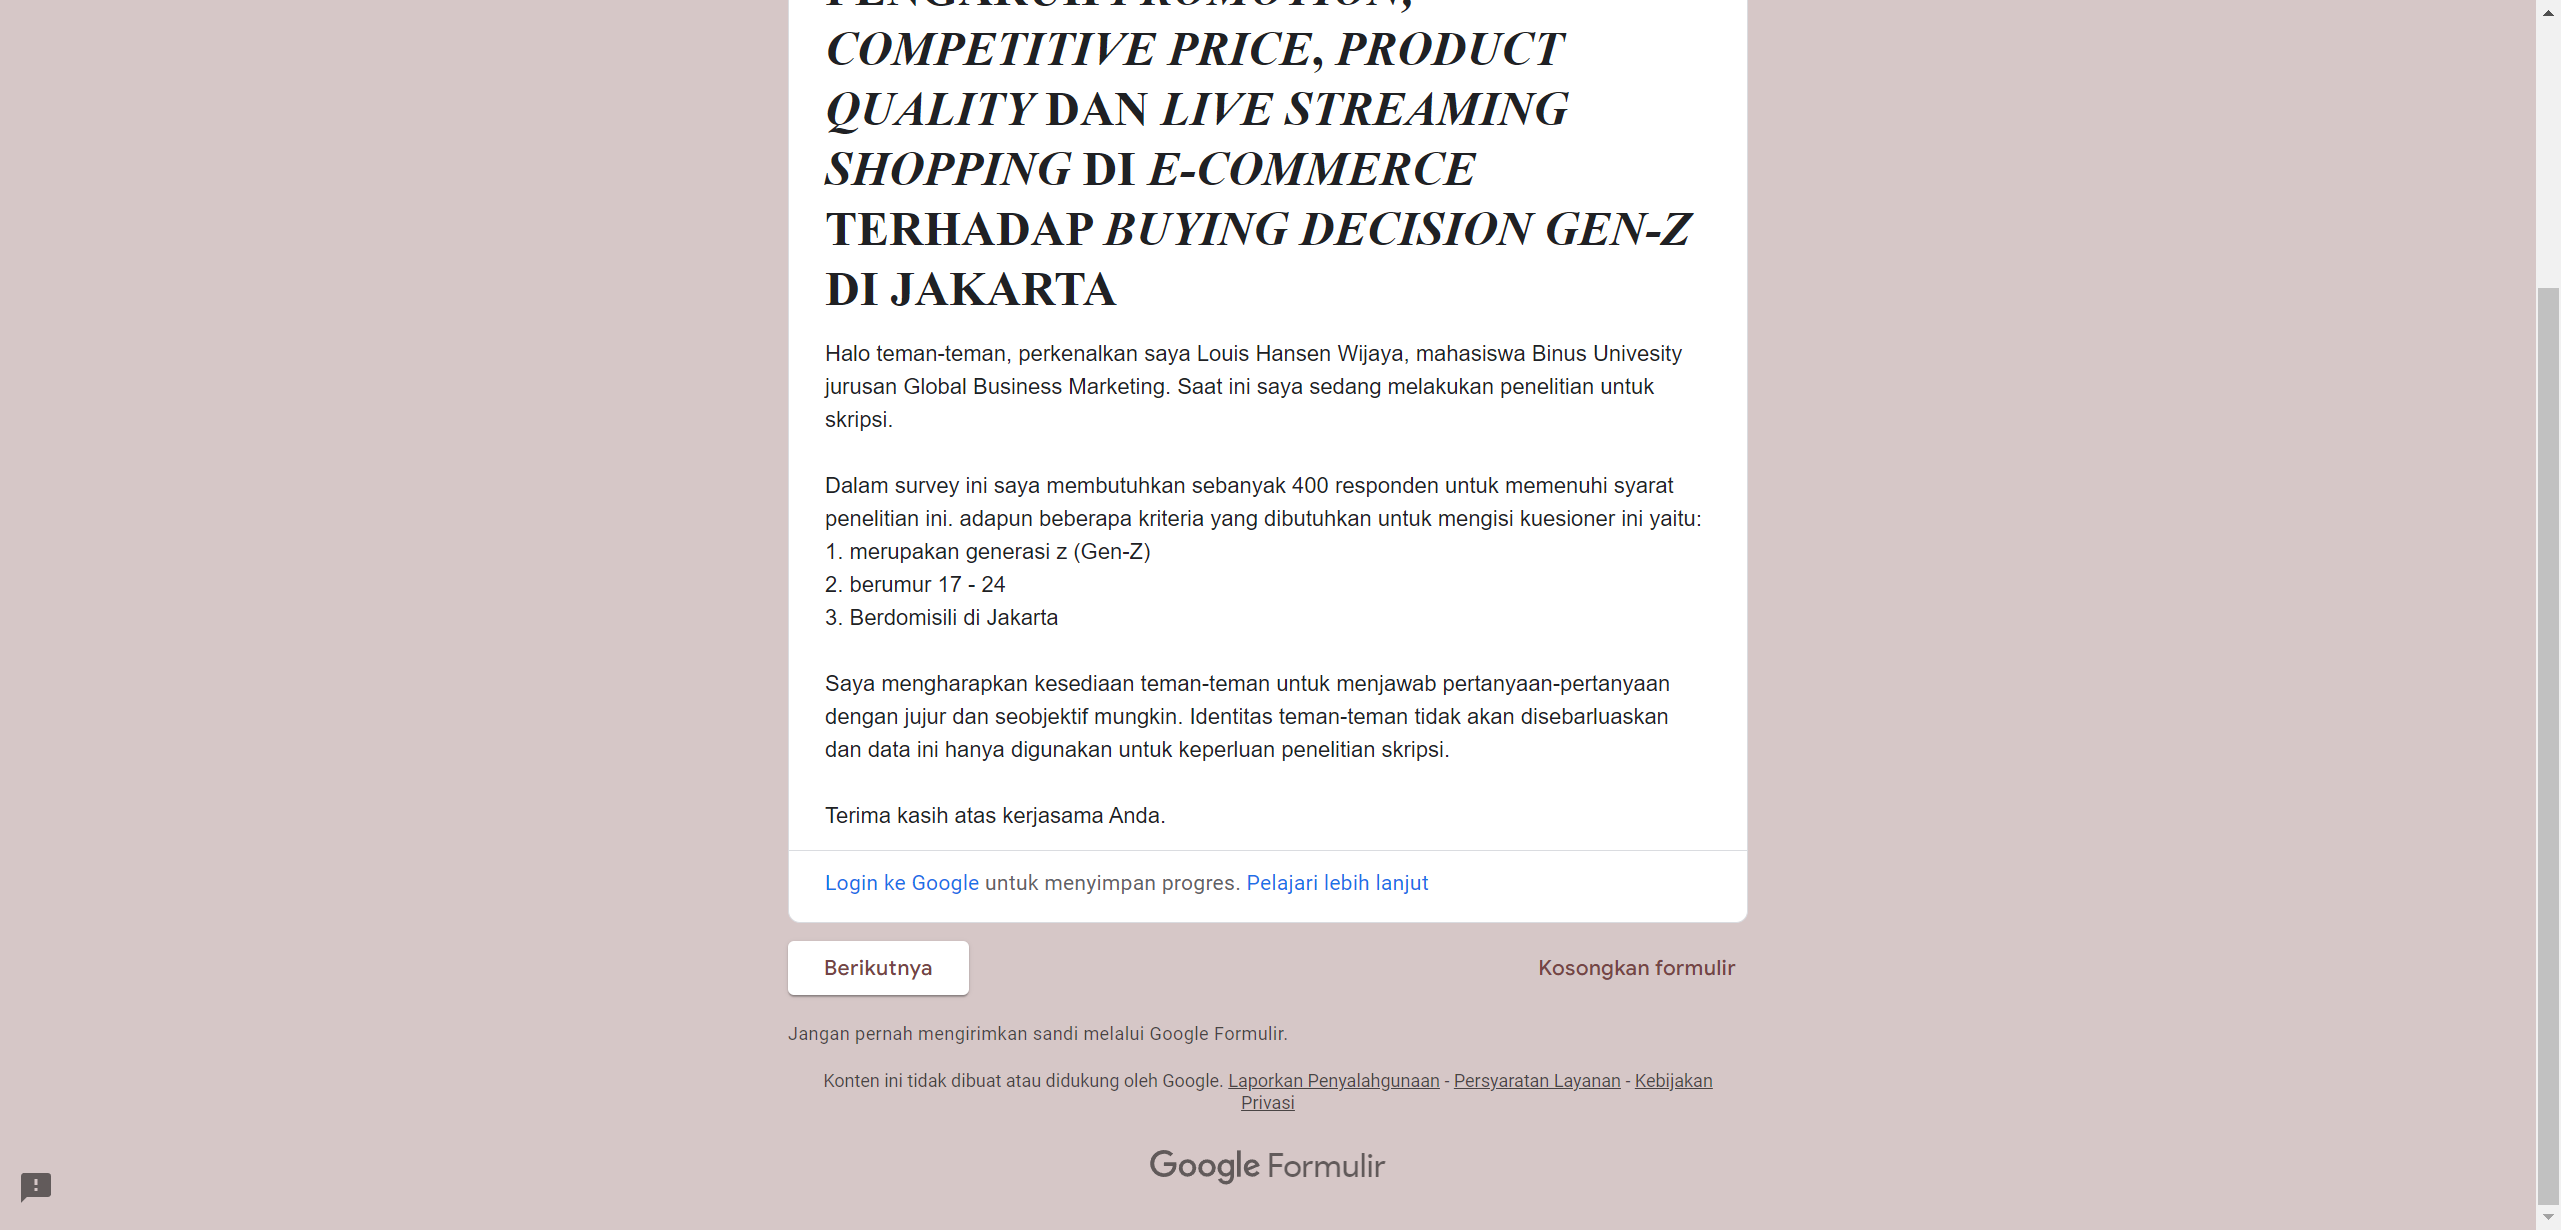 PENGARUH PROMOTION,
COMPETITIVE PRICE, PRODUCT
QUALITY DAN LIVE STREAMING
SHOPPING DI E-COMMERCE
TERHADAP BUYING DECISION GEN-Z
DI JAKARTA
Halo teman-teman, perkenalkan saya Louis Hansen Wijaya, mahasiswa Binus Univesity
jurusan Global Business Marketing. Saat ini saya sedang melakukan penelitian untuk
skripsi.
Dalam survey ini saya membutuhkan sebanyak 400 responden untuk memenuhi syarat
penelitian ini. adapun beberapa kriteria yang dibutuhkan untuk mengisi kuesioner ini yaitu:
1. merupakan generasi z (Gen-Z)
2. berumur 17 - 24
3. Berdomisili di Jakarta
Saya mengharapkan kesediaan teman-teman untuk menjawab pertanyaan-pertanyaan
dengan jujur dan seobjektif mungkin. Identitas teman-teman tidak akan disebarluaskan
dan data ini hanya digunakan untuk keperluan penelitian skripsi.
Terima kasih atas kerjasama Anda.
Login ke Google untuk menyimpan progres. Pelajari lebih lanjut
Berikutnya
Kosongkan formulir
Jangan pernah mengirimkan sandi melalui Google Formulir.
Konten ini tidak dibuat atau didukung oleh Google. Laporkan Penyalahgunaan - Persyaratan Layanan - Kebijakan
Privasi
Google Formulir